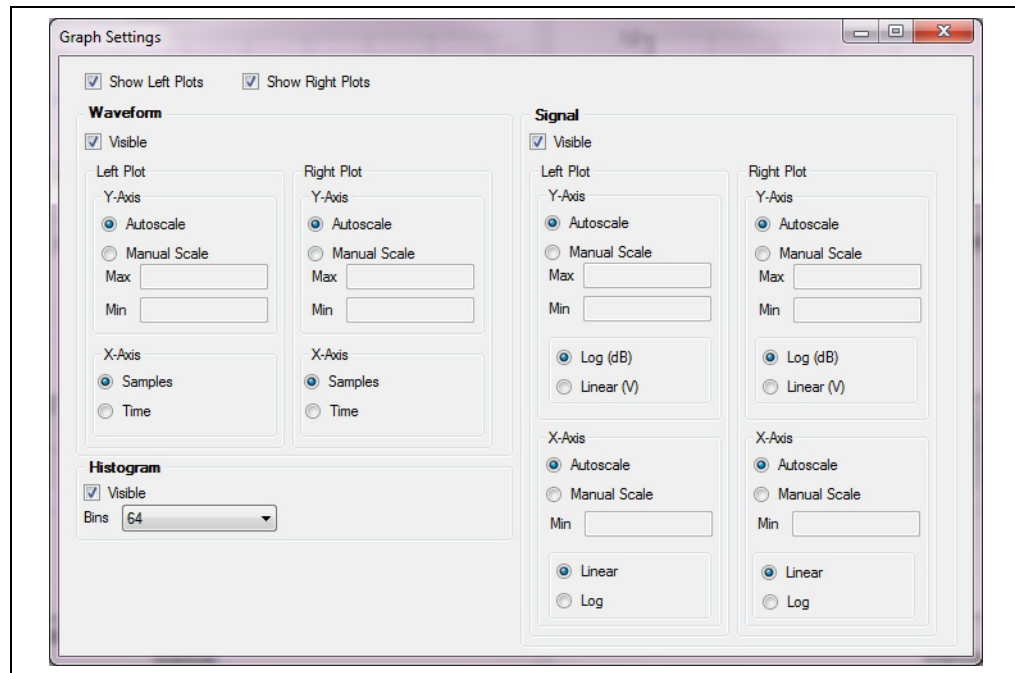 Graph Settings
Show Left Plots
Show Right Plots
Waveform
Visible
Left Plot
Y-Axis
Autoscale
Manual Scale
Max
Min
X-Axis
Samples
Time
Right Plot
Y-Axis
Autoscale
Manual Scale
Max
Min
X-Axis
Samples
Time
Histogram
Visible
Bins 64
Signal
Visible
Left Plot
Y-Axis
Autoscale
Manual Scale
Max
Min
Log (dB)
Linear (V)
X-Axis
Autoscale
Manual Scale
Min
Linear
Log
Right Plot
Y-Axis
Autoscale
Manual Scale
Max
Min
Log (dB)
Linear (V)
X-Axis
Autoscale
Manual Scale
Min
Linear
Log